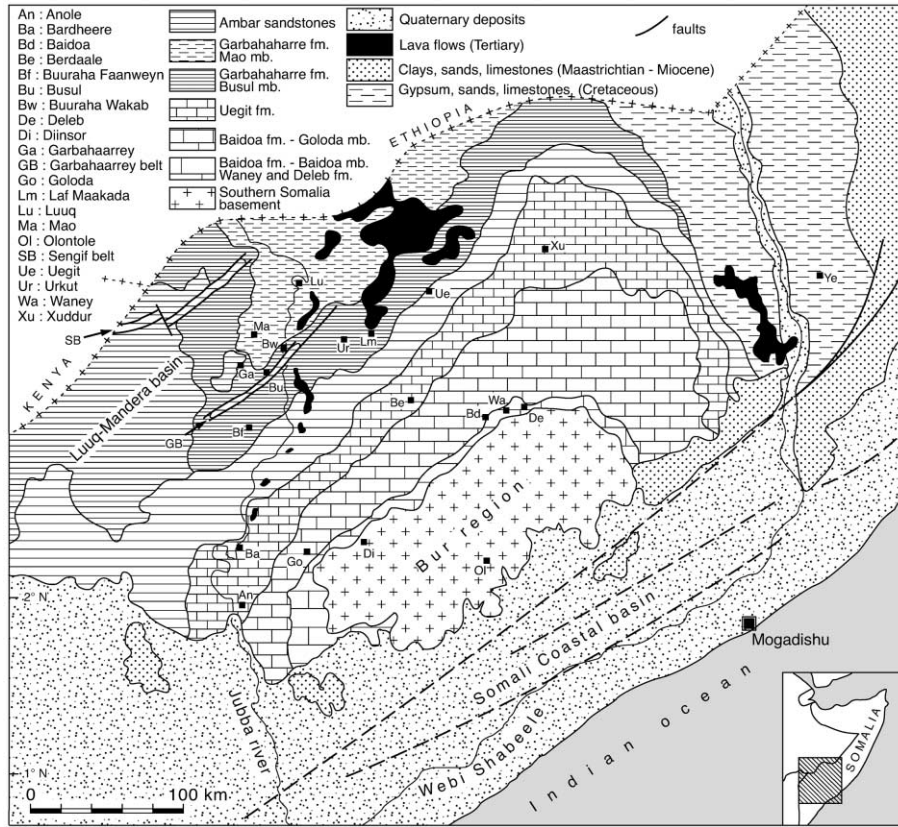 An : Anole
Ba : Bardheere
Bd : Baidoa
Be : Berdaale
Bf : Buuraha Faanweyn
Bu : Busul
Bw : Buuraha Wakab
De : Deleb
Di : Diinsor
Ga : Garbahaarrey
GB : Garbahaarrey belt
Go : Goloda
Lm : Laf Maakada
Lu : Luuq
Ma : Mao
Ol : Olontole
SB : Sengif belt
Ue : Uegit
Ur : Urkut
Wa : Waney
Xu : Xuddur
Ambar sandstones
Garbahaharre fm.
Mao mb.
Garbahaharre fm.
Busul mb.
Uegit fm.
Baidoa fm. - Goloda mb.
Baidoa fm. - Baidoa mb.
Waney and Deleb fm.
Southern Somalia
basement
Quaternary deposits
Lava flows (Tertiary)
Clays, sands, limestones (Maastrichtian - Miocene)
Gypsum, sands, limestones, (Cretaceous)
faults
ETHIOPIA
KENYA
Xu
Ye
Lu
Ue
SB
Ma
Bw
Ur
Lm
Ga
Bu
Luuq-Mandera basin
Be
Wa
Bd
De
GB
Bf
Bur region
Ba
Go
Di
Ol
An
2° N
Somali Coastal basin
Mogadishu
Jubba river
Webi Shabeele
Indian ocean
SOMALIA
1° N
0
100 km